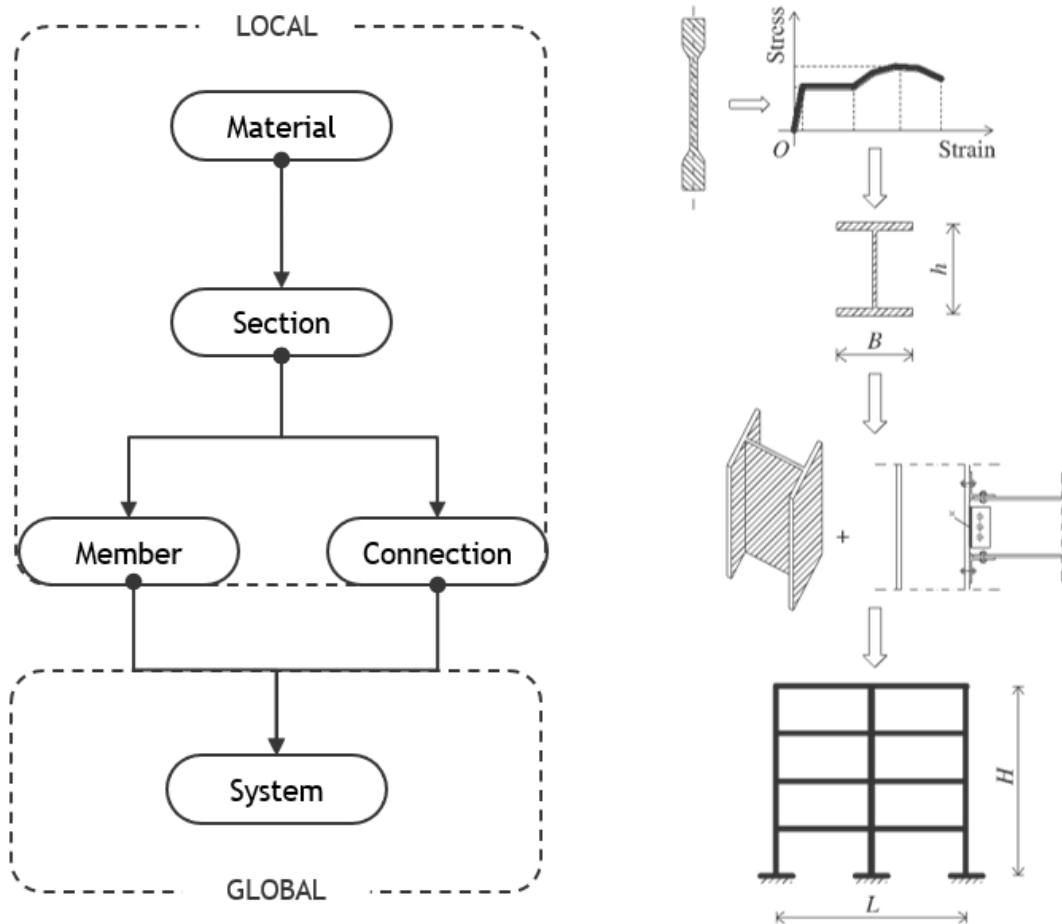 LOCAL
Material
Section
Member
Connection
System
GLOBAL
Stress
O
Strain
h
B
+
H
L